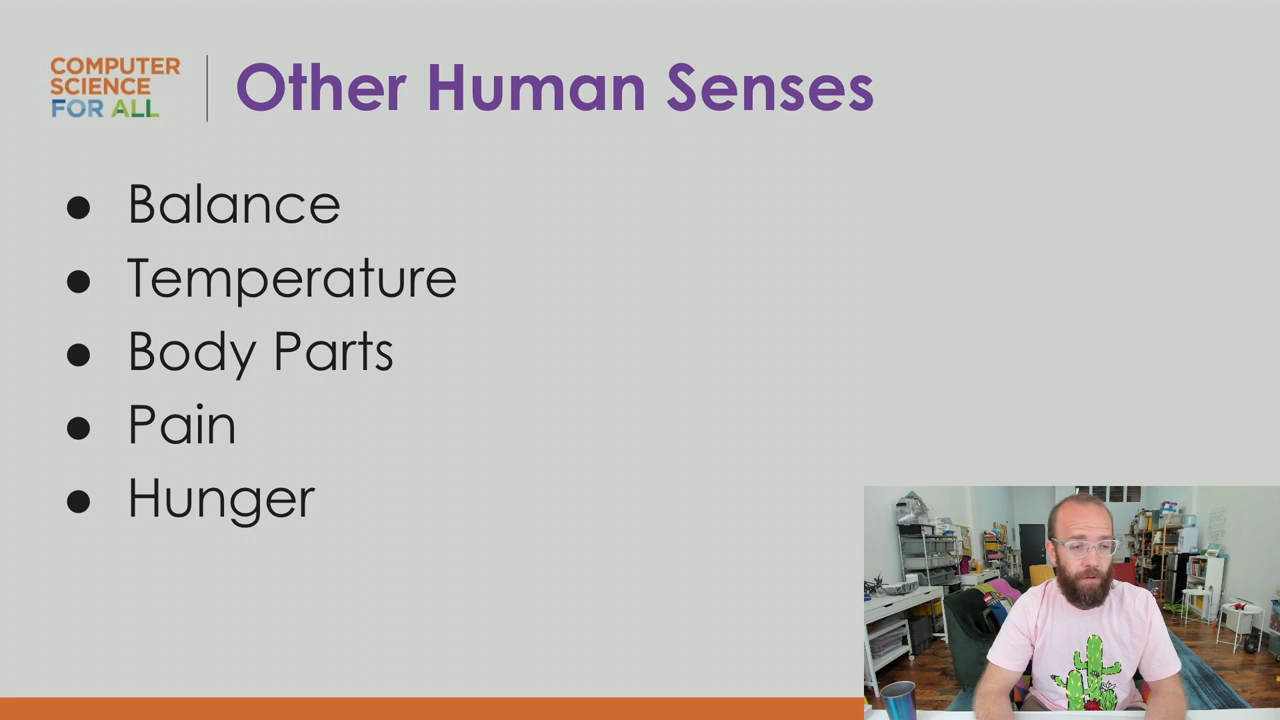 COMPUTER
SCIENCE
FOR ALL
Other Human Senses
● Balance
● Temperature
● Body Parts
● Pain
● Hunger